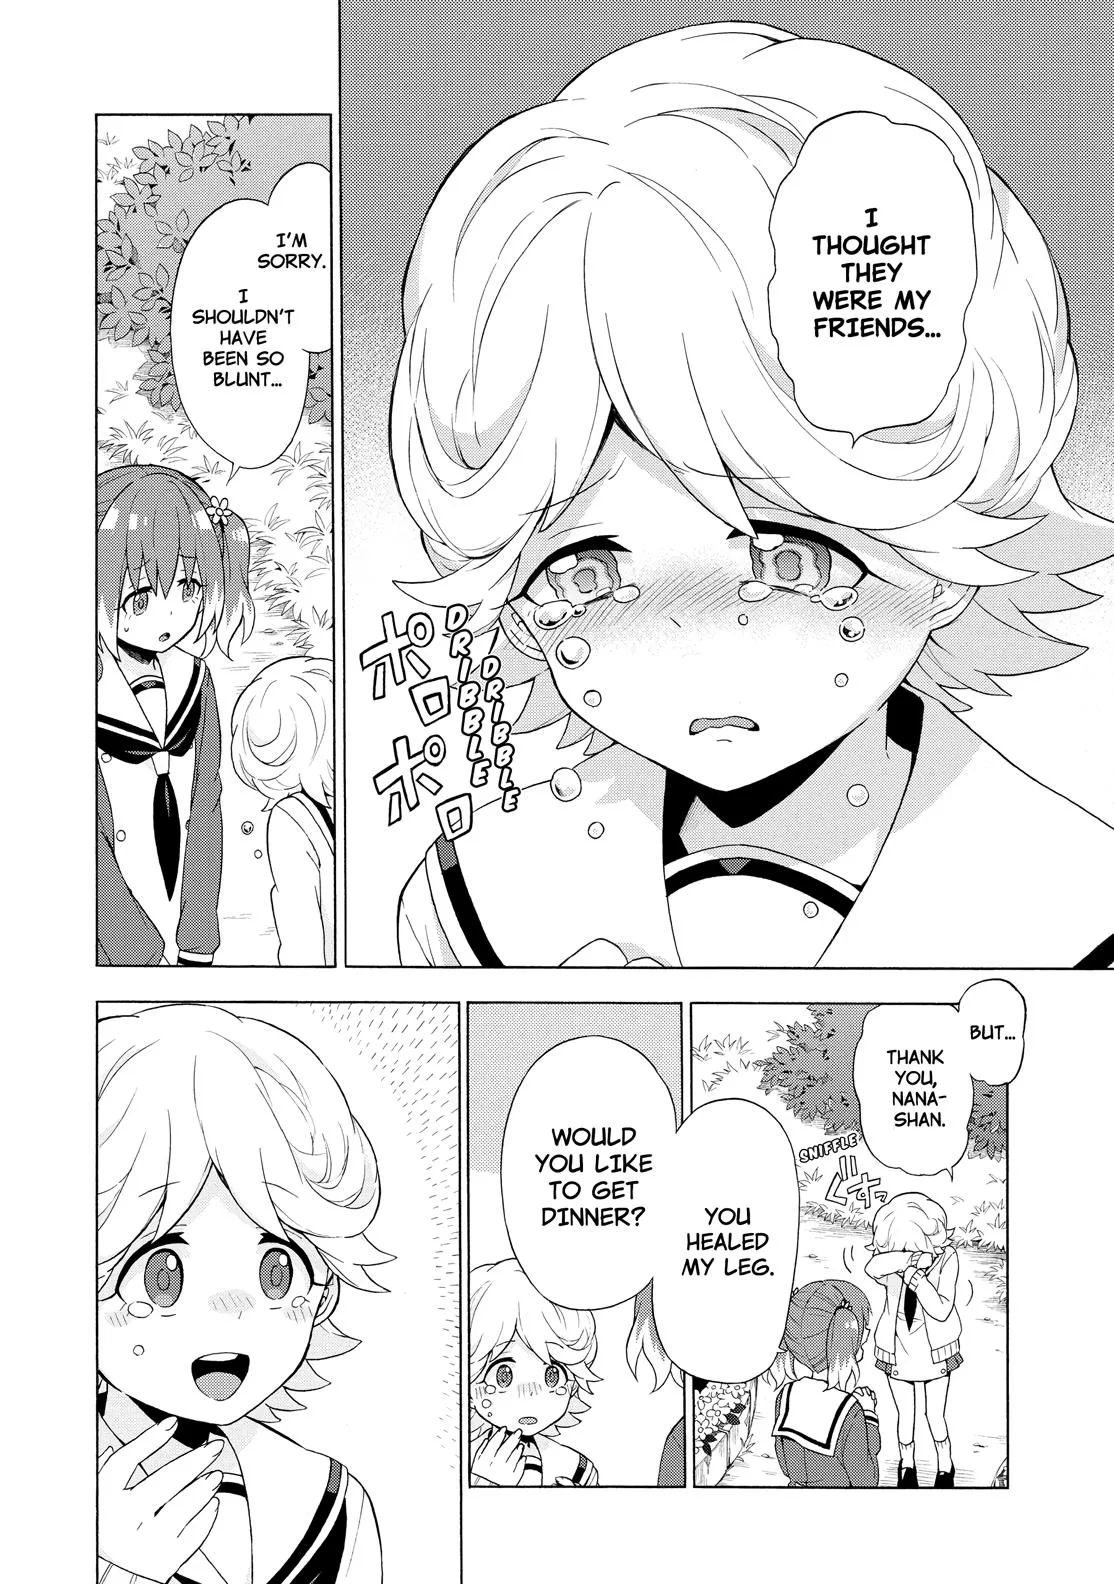 I
THOUGHT
THEY
WERE MY
FRIENDS...
ポロ
ポロ
DRIBBLE
DRIBBLE
I'M
SORRY.
I
SHOULDN'T
HAVE
BEEN SO
BLUNT...
BUT...
THANK
YOU,
NANA-
SHAN.
SNIFFLE
ぐすっ
YOU
HEALED
MY LEG.
WOULD
YOU LIKE
TO GET
DINNER?